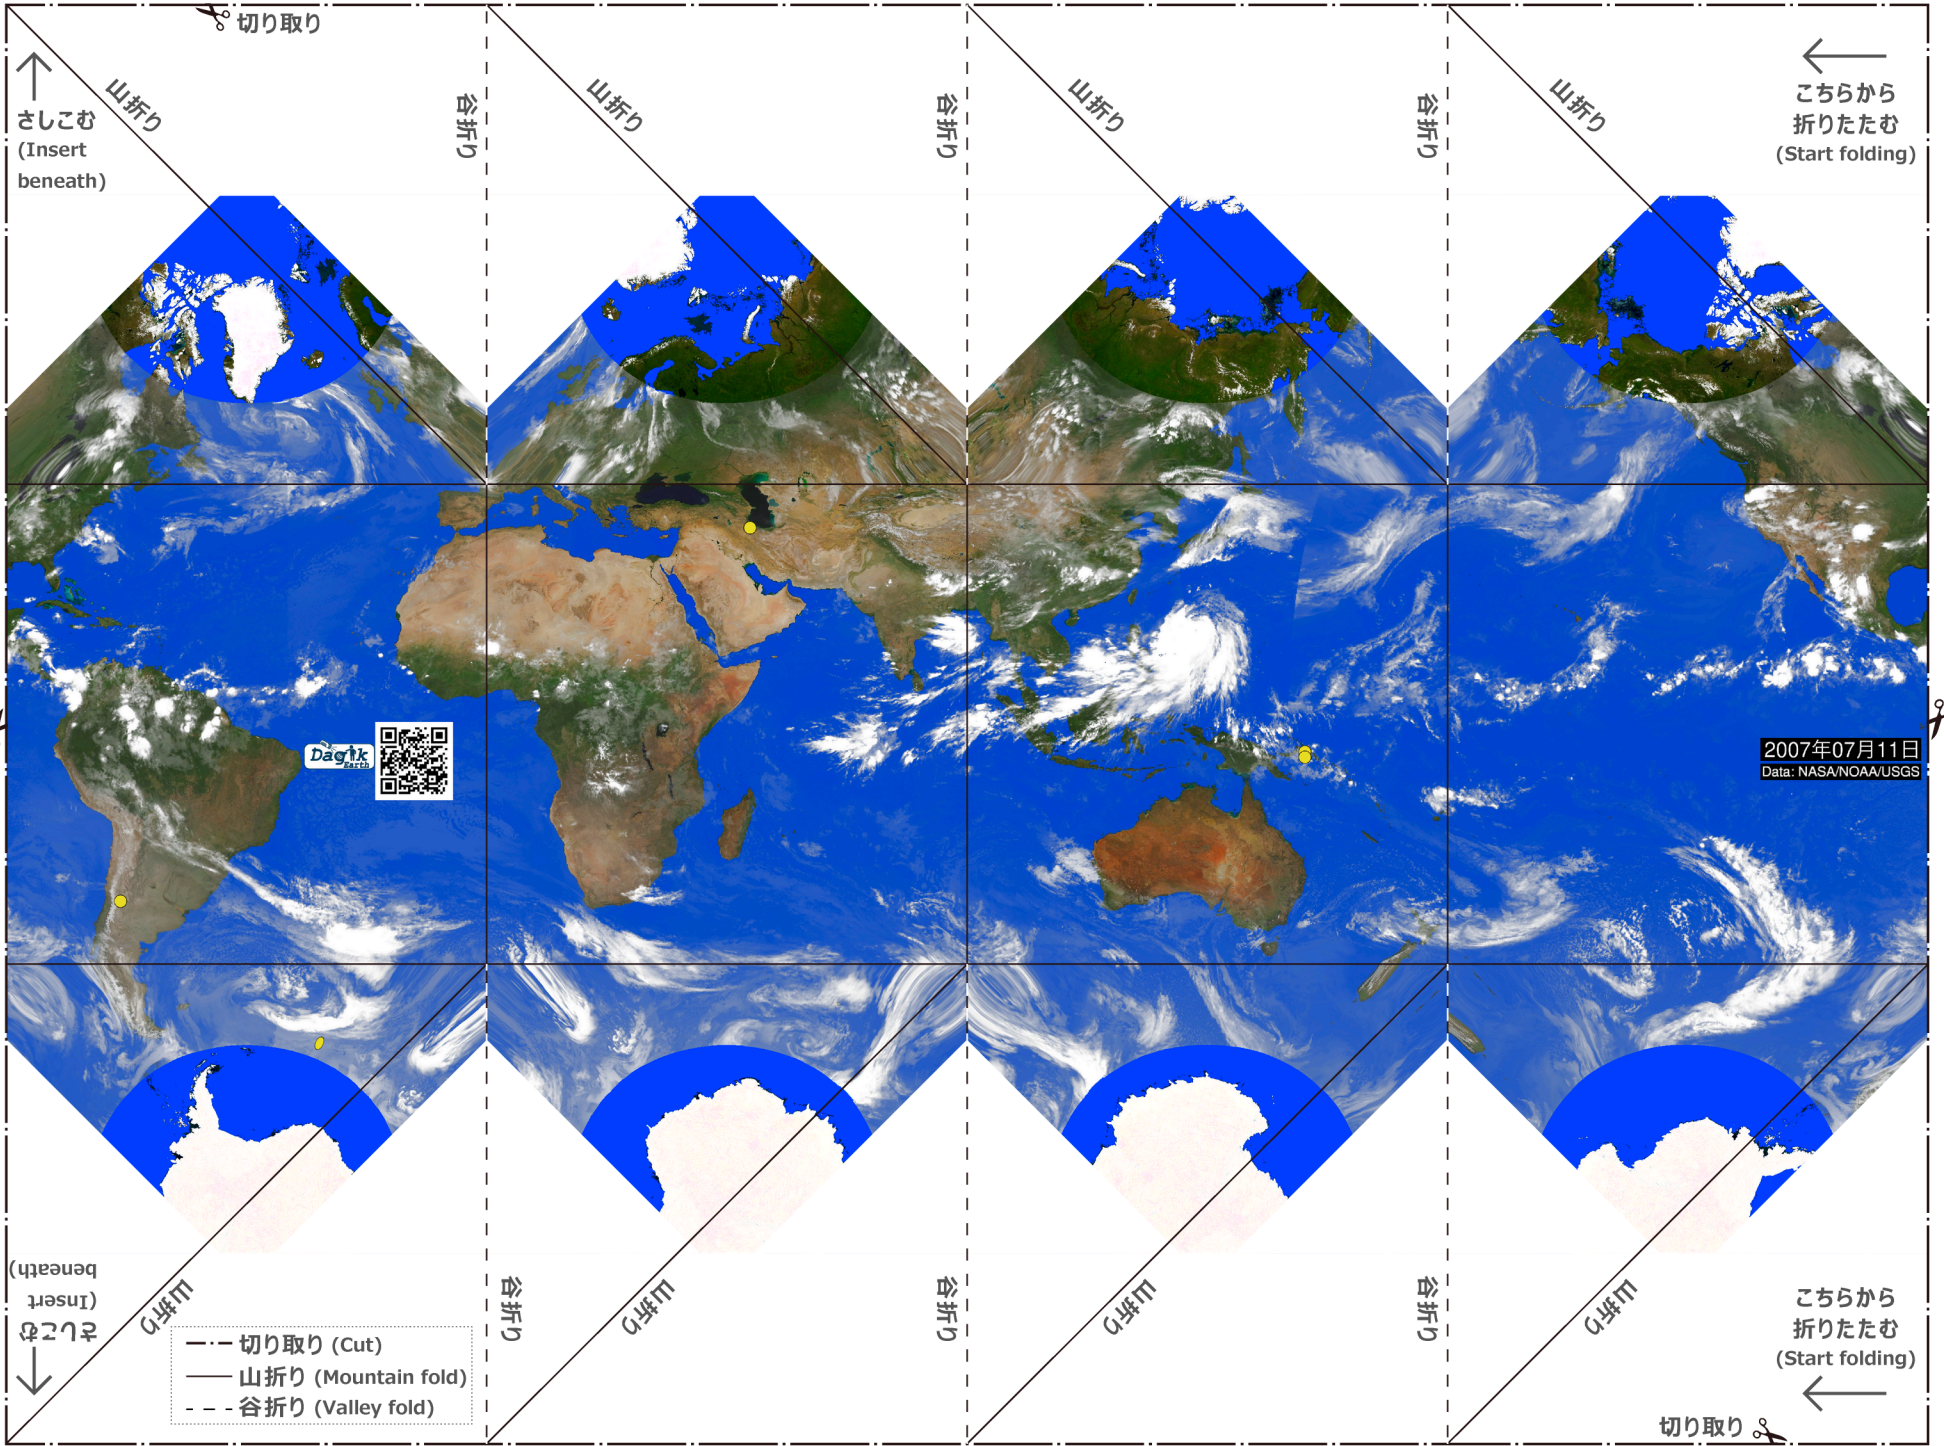 切り取り
山折り
谷折り
山折り
谷折り
山折り
谷折り
山折り
さしこむ
(Insert
beneath)
こちらから
折りたたむ
(Start folding)
Dagik
Earth
2007年07月11日
Data: NASA/NOAA/USGS
さしこむ
(Insert
beneath)
山折り
谷折り
山折り
谷折り
山折り
谷折り
山折り
切り取り (Cut)
山折り (Mountain fold)
谷折り (Valley fold)
こちらから
折りたたむ
(Start folding)
切り取り